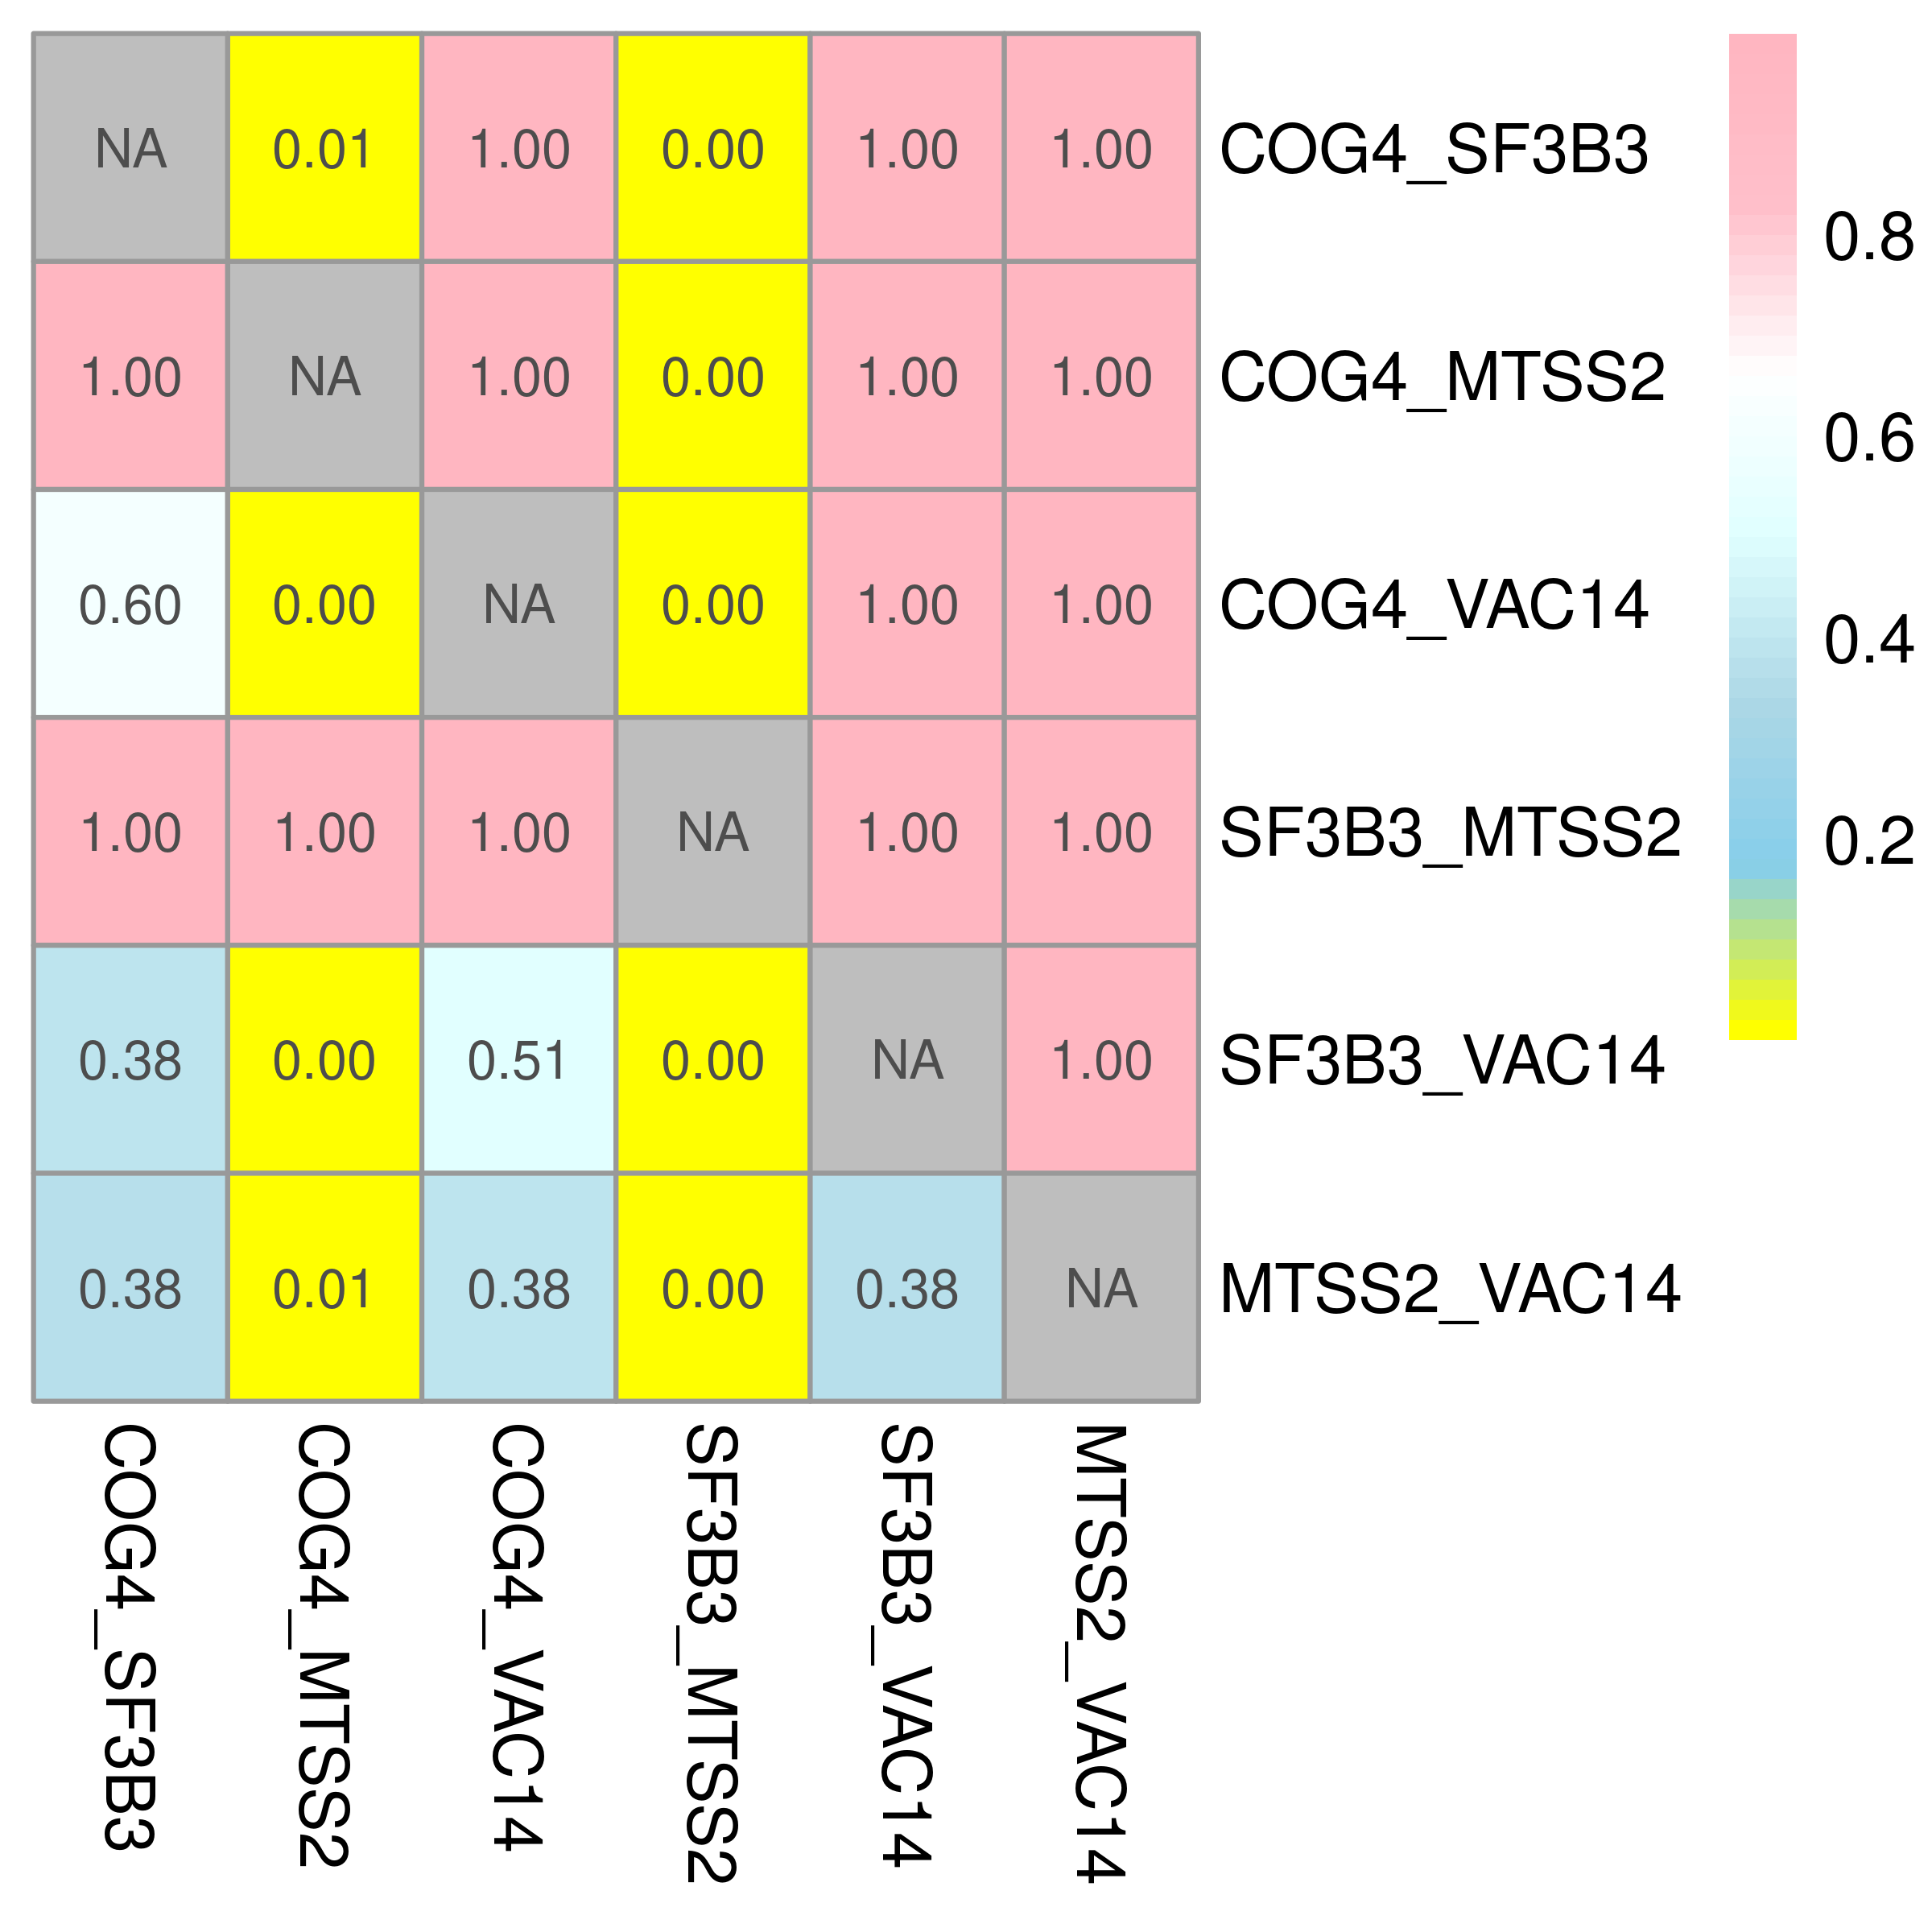 NA 0.01 1.00 0.00 1.00 1.00 COG4_SF3B3
1.00 NA 1.00 0.00 1.00 1.00 COG4_MTSS2
0.60 0.00 NA 0.00 1.00 1.00 COG4_VAC14
1.00 1.00 1.00 NA 1.00 1.00 SF3B3_MTSS2
0.38 0.00 0.51 0.00 NA 1.00 SF3B3_VAC14
0.38 0.01 0.38 0.00 0.38 NA MTSS2_VAC14
COG4_SF3B3
COG4_MTSS2
COG4_VAC14
SF3B3_MTSS2
SF3B3_VAC14
MTSS2_VAC14
0.8
0.6
0.4
0.2